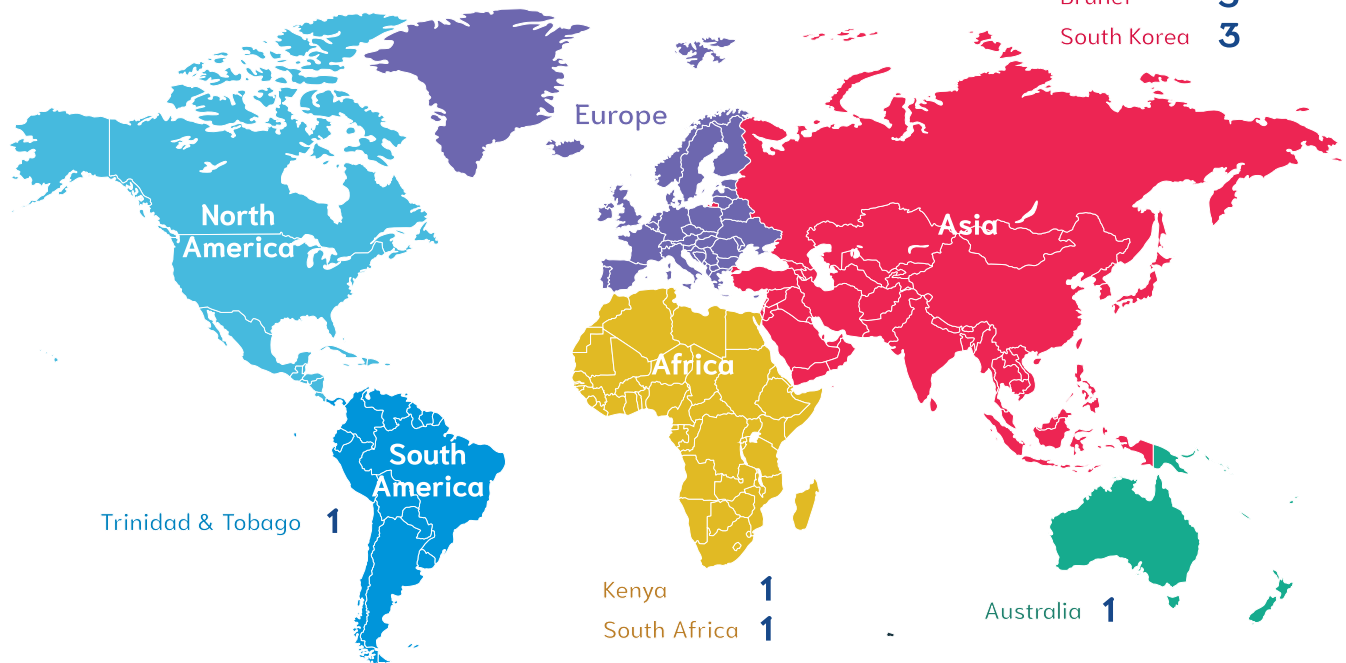 South Korea 3
Europe
North
America
Asia
Africa
South
America
Trinidad & Tobago 1
Kenya 1
South Africa 1
Australia 1